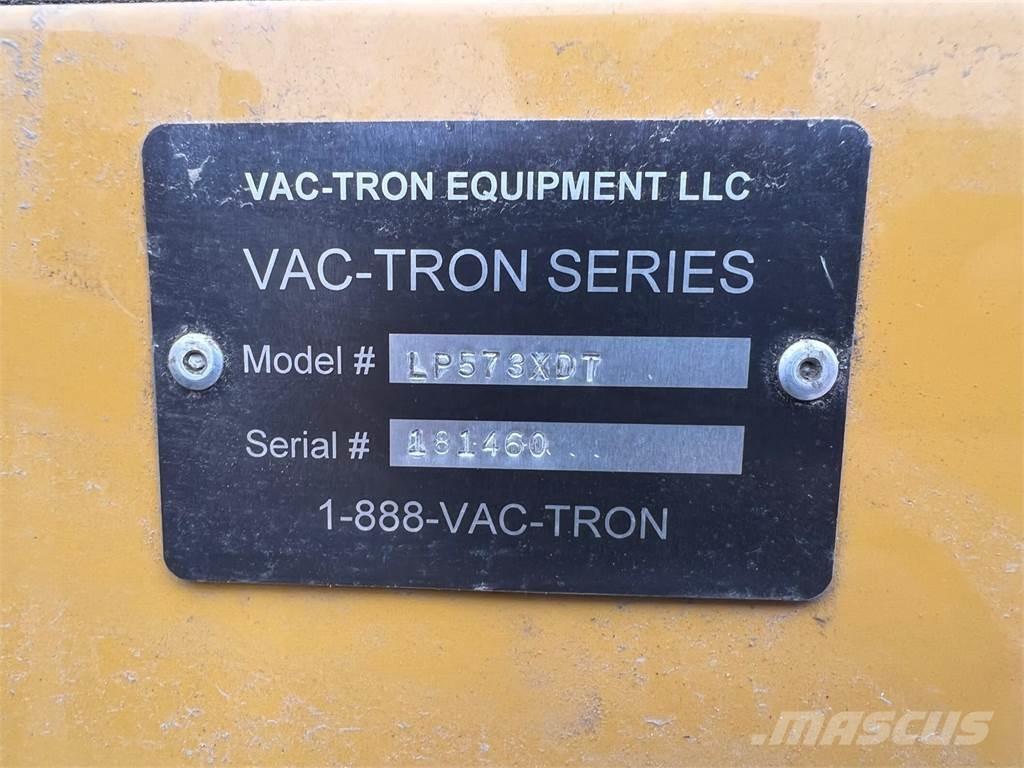 VAC-TRON EQUIPMENT LLC
VAC-TRON SERIES
Model # LP573XDT
Serial # 181460
1-888-VAC-TRON
MASCUS